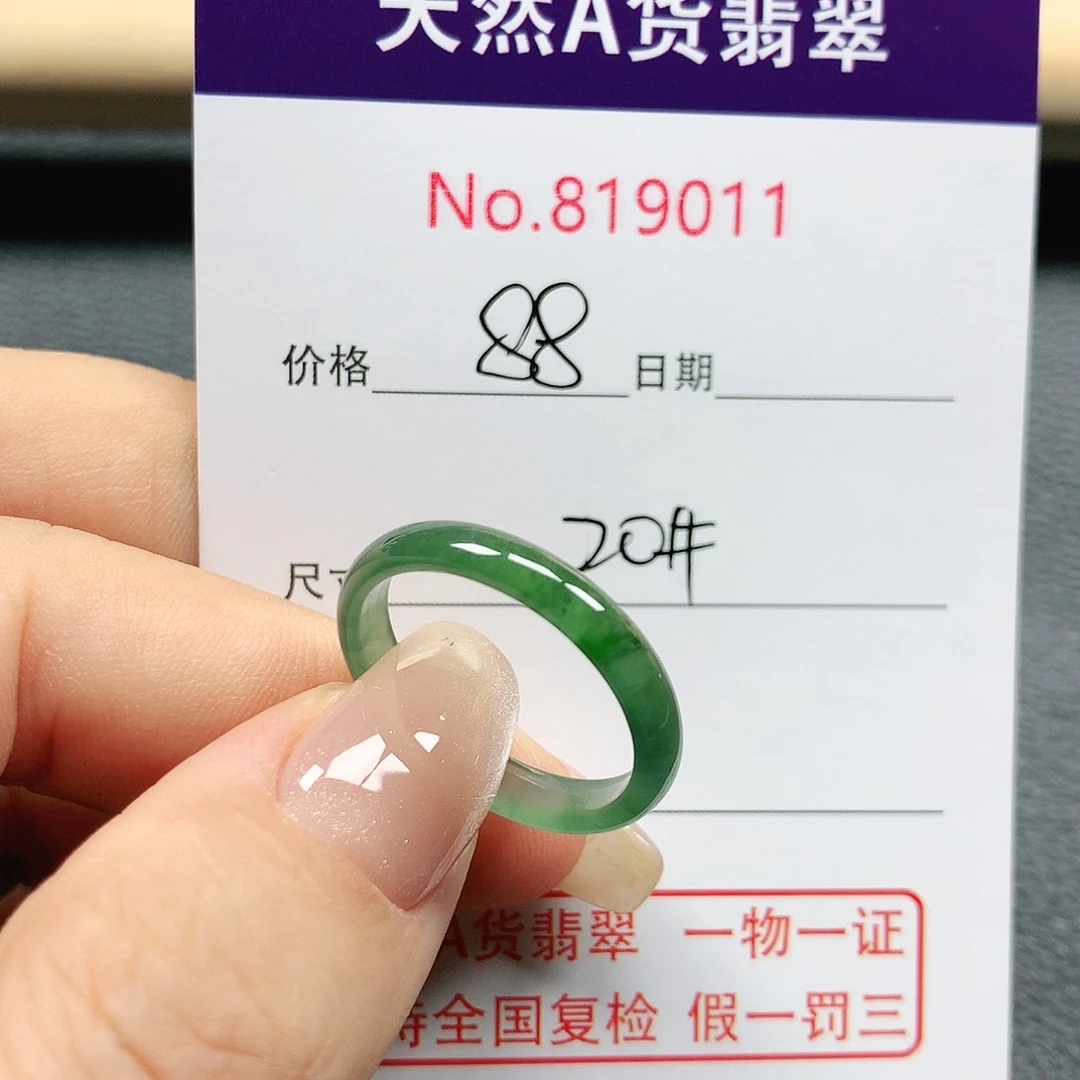 天然A货翡翠
No.819011
价格 88 日期
尺 20#
A货翡翠 一物一证
持全国复检 假一罚三